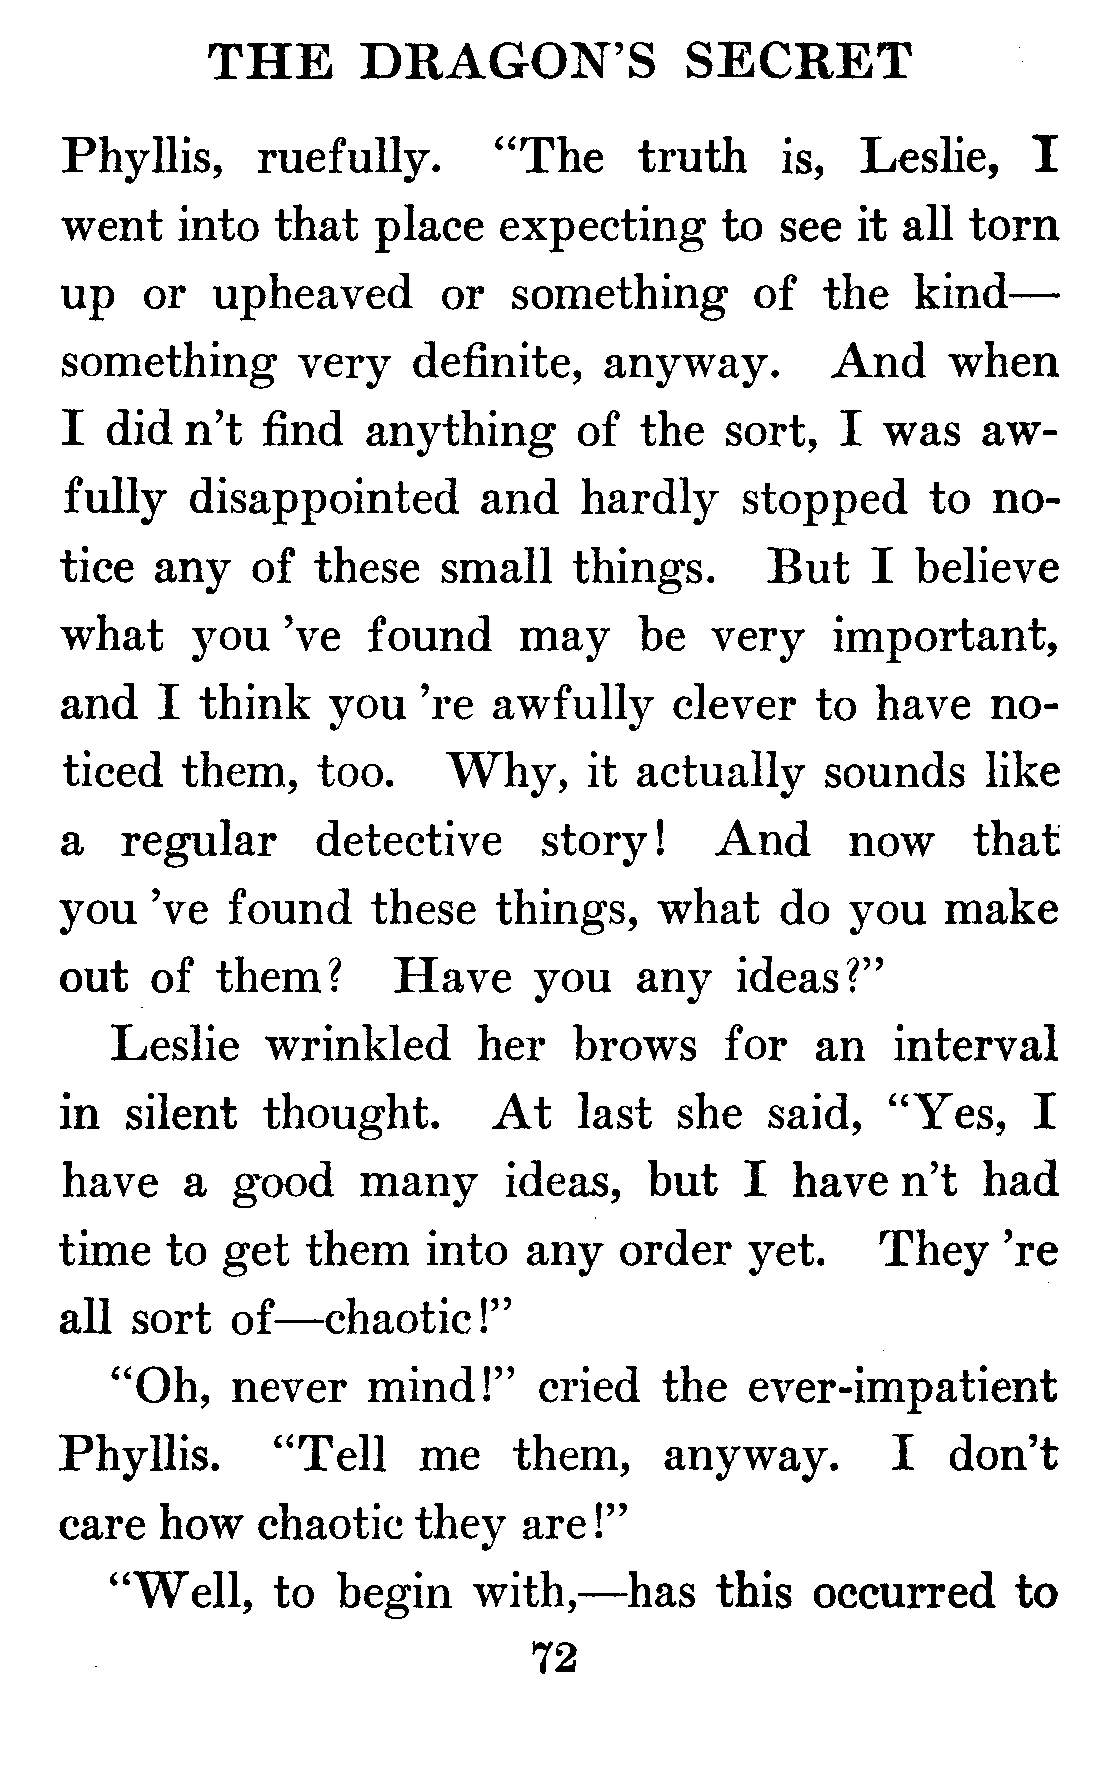 THE DRAGON'S SECRET
Phyllis, ruefully. “The truth is, Leslie, I
went into that place expecting to see it all torn
up or upheaved or something of the kind—
something very definite, anyway. And when
I did n’t find anything of the sort, I was aw-
fully disappointed and hardly stopped to no-
tice any of these small things. But I believe
what you ’ve found may be very important,
and I think you ’re awfully clever to have no-
ticed them, too. Why, it actually sounds like
a regular detective story! And now that
you ’ve found these things, what do you make
out of them? Have you any ideas?”
Leslie wrinkled her brows for an interval
in silent thought. At last she said, “Yes, I
have a good many ideas, but I have n’t had
time to get them into any order yet. They ’re
all sort of—chaotic!”
“Oh, never mind!” cried the ever-impatient
Phyllis. “Tell me them, anyway. I don’t
care how chaotic they are!”
“Well, to begin with,—has this occurred to
72